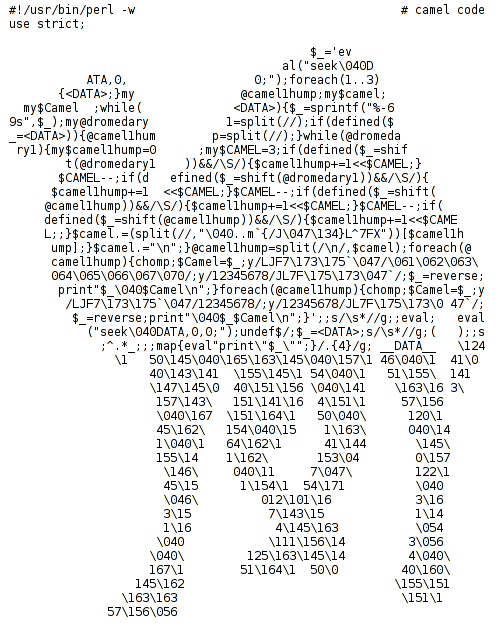 #!/usr/bin/perl -w                                      # camel code
use strict;

                                           $_='ev
                                       al("seek\040D
           ATA,0,                  0;");foreach(1..3)
       {<DATA>;}my               @camel1hump;my$camel;
  my$Camel  ;while(             <DATA>){$_=sprintf("%-6
9s",$_);my@dromedary           1=split(//);if(defined($
_=<DATA>)){@camel1hum        p=split(//);}while(@dromeda
 ry1){my$camel1hump=0      ;my$CAMEL=3;if(defined($_=shif
        t(@dromedary1    ))&&/\S/){$camel1hump+=1<<$CAMEL;}
       $CAMEL--;if(d   efined($_=shift(@dromedary1))&&/\S/){
      $camel1hump+=1  <<$CAMEL;}$CAMEL--;if(defined($_=shift(
     @camel1hump))&&/\S/){$camel1hump+=1<<$CAMEL;}$CAMEL--;if(
     defined($_=shift(@camel1hump))&&/\S/){$camel1hump+=1<<$CAME
     L;;}$camel.=(split(//,"\040..m`{/J\047\134}L^7FX"))[$camel1h
      ump];}$camel.="\n";}@camel1hump=split(/\n/,$camel);foreach(@
      camel1hump){chomp;$Camel=$_;y/LJF7\173\175`\047/\061\062\063\
      064\065\066\067\070/;y/12345678/JL7F\175\173\047`/;$_=reverse;
       print"$_\040$Camel\n";}foreach(@camel1hump){chomp;$Camel=$_;y
        /LJF7\173\175`\047/12345678/;y/12345678/JL7F\175\173\0 47`/;
         $_=reverse;print"\040$_$Camel\n";}';;s/\s*//g;;eval;   eval
           ("seek\040DATA,0,0;");undef$/;$_=<DATA>;s/\s*//g;(   );;s
             ;^.*_;;;map{eval"print\"$_\"";}/.{4}/g; __DATA__   \124
               \1   50\145\040\165\163\145\040\157\1 46\040\1   41\0
                    40\143\141  \155\145\1 54\040\1   51\155\  141
                    \147\145\0  40\151\156 \040\141    \163\16 3\
                     157\143\   151\141\16  4\151\1     57\156
                     \040\167   \151\164\1   50\040\      120\1
                     45\162\   154\040\15     1\163\      040\14
                     1\040\1   64\162\1      41\144       \145\
                     155\14    1\162\       153\04        0\157
                      \146\     040\11      7\047\         122\1
                      45\15      1\154\1  54\171           \040
                      \046\         012\101\16            3\16
                      3\15           7\143\15             1\14
                      1\16            4\145\163           \054
                     \040            \111\156\14         3\056
                    \040\         125\163\145\14         4\040\
                    167\1        51\164\1  50\0         40\160\
                  145\162                              \155\151
                \163\163                                \151\1
              57\156\056